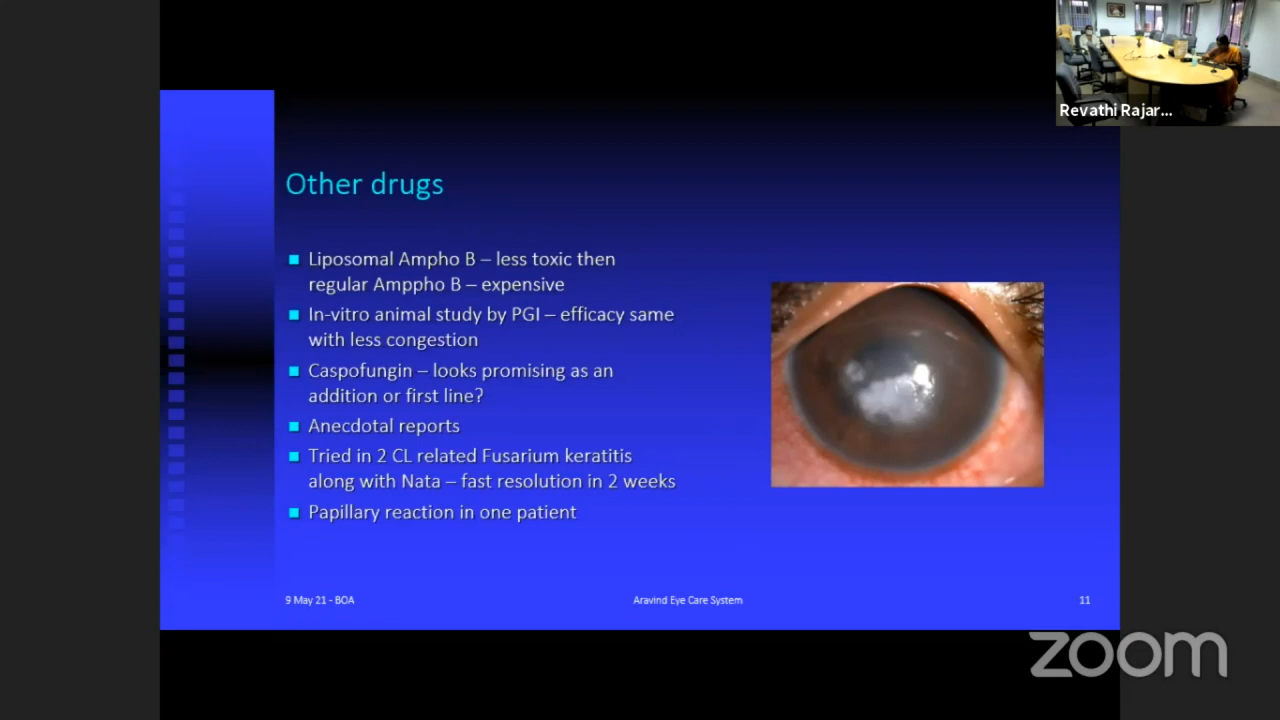 Revathi Rajar...
Other drugs
Liposomal Ampho B – less toxic then
regular Amppho B – expensive
In-vitro animal study by PGI – efficacy same
with less congestion
Caspofungin – looks promising as an
addition or first line?
Anecdotal reports
Tried in 2 CL related Fusarium keratitis
along with Nata – fast resolution in 2 weeks
Papillary reaction in one patient
9 May 21 - BOA
Aravind Eye Care System
11
zoom